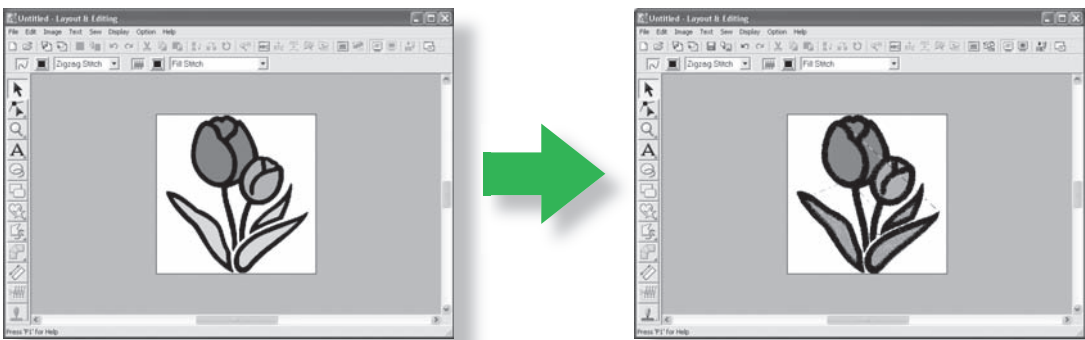 Untitled - Layout & Editing
File Edit Image Text Sew Display Option Help
Zigzag Stitch Fill Stitch
A
Press 'F1' for Help
Untitled - Layout & Editing
File Edit Image Text Sew Display Option Help
Zigzag Stitch Fill Stitch
A
Press 'F1' for Help